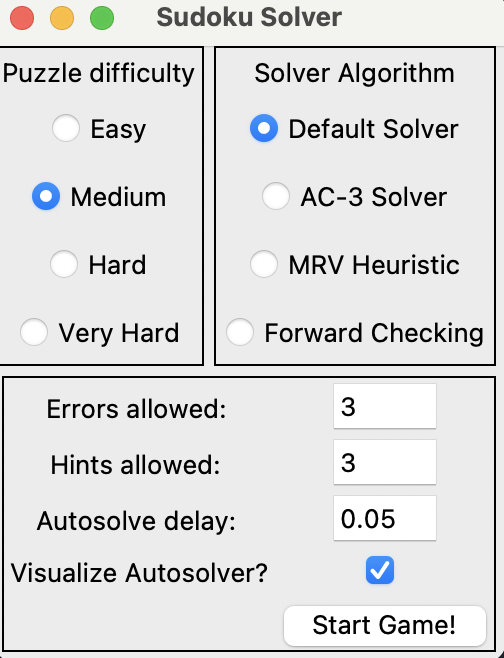 Sudoku Solver
Puzzle difficulty
Easy
Medium
Hard
Very Hard
Solver Algorithm
Default Solver
AC-3 Solver
MRV Heuristic
Forward Checking
Errors allowed: 3
Hints allowed: 3
Autosolve delay: 0.05
Visualize Autosolver?
Start Game!